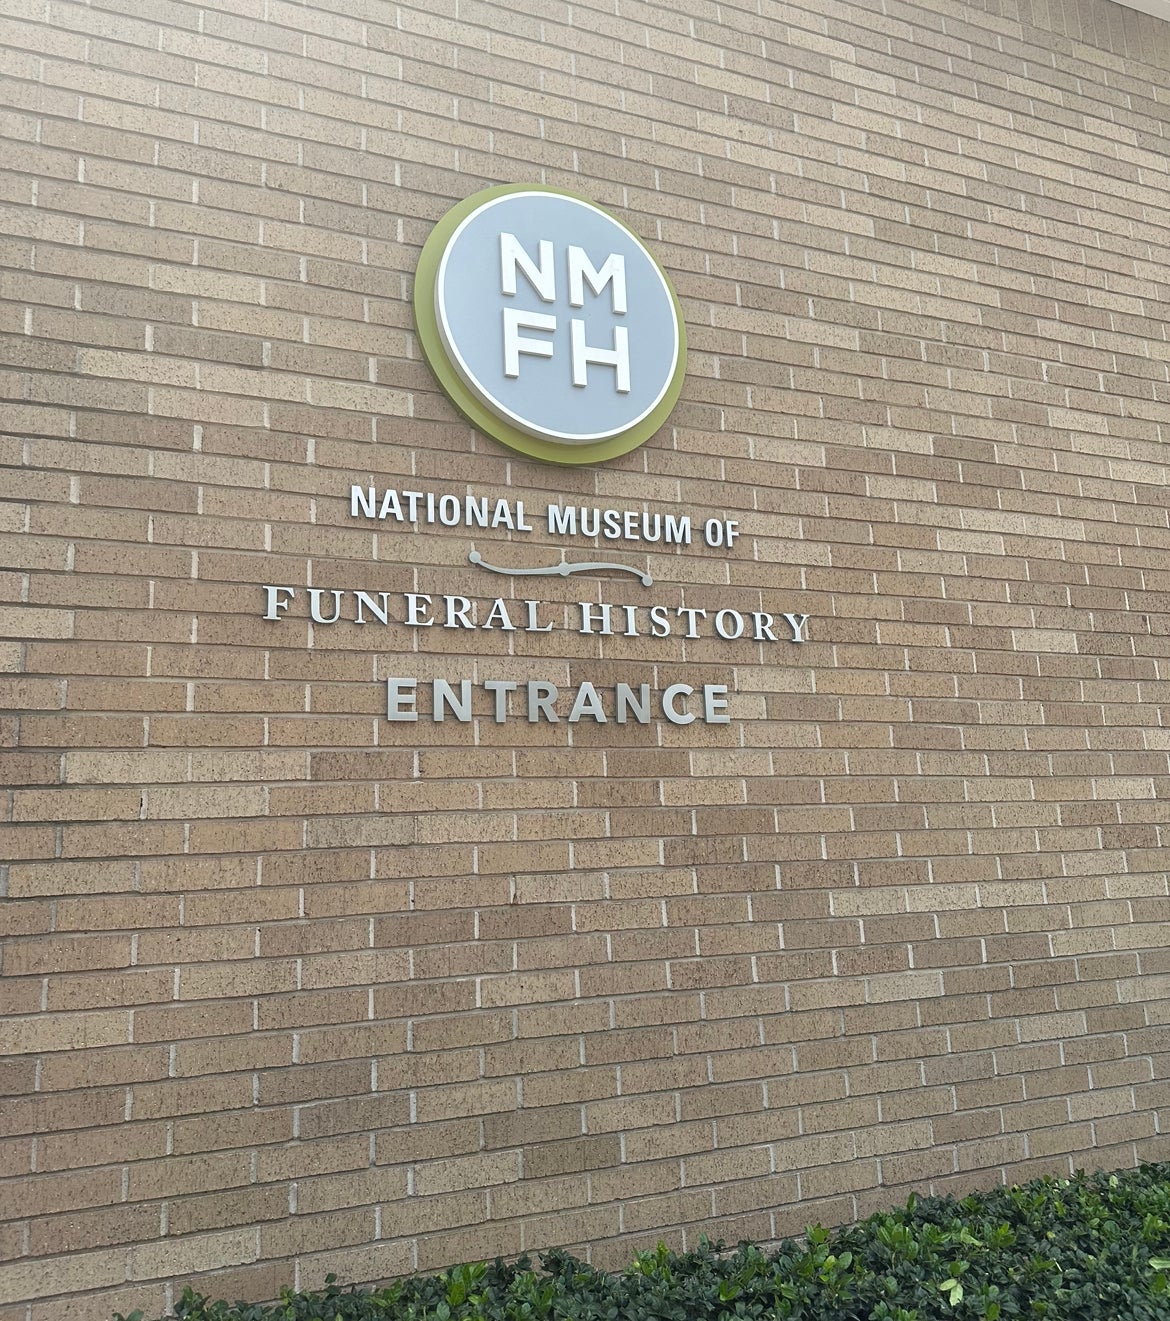 NM
FH
NATIONAL MUSEUM OF
FUNERAL HISTORY
ENTRANCE